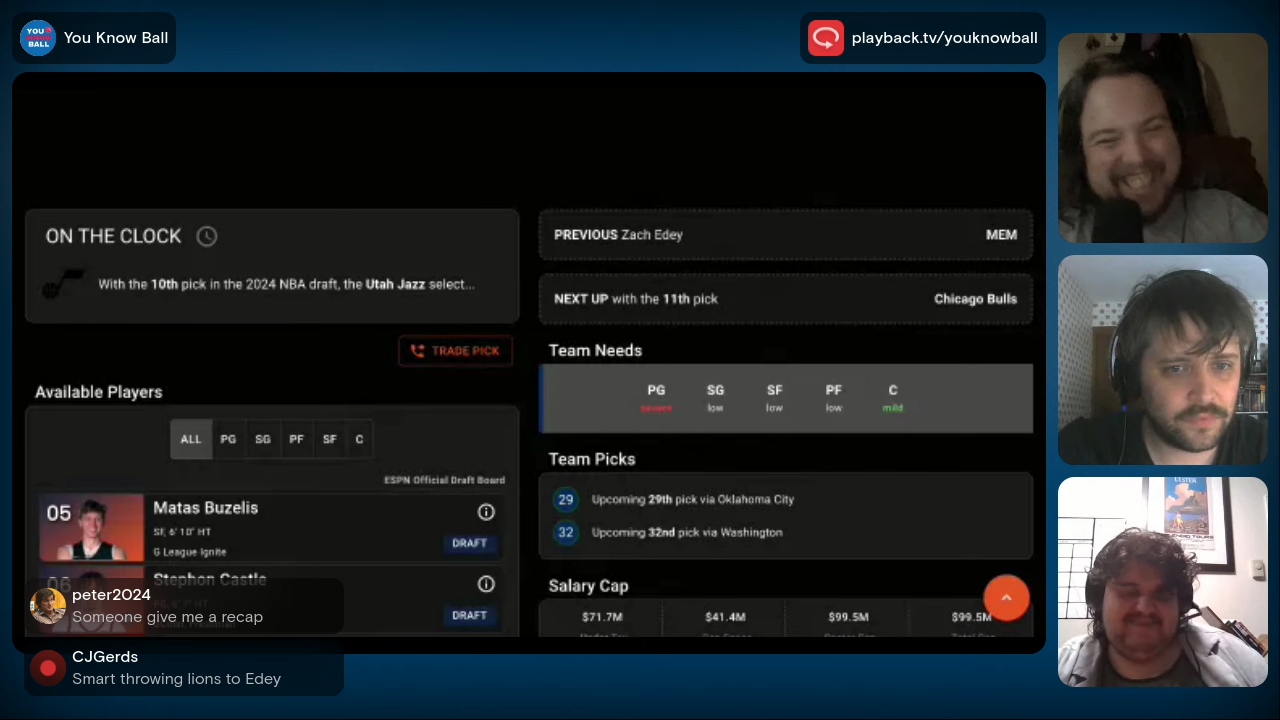 YOU
BALL
You Know Ball
playback.tv/youknowball
ON THE CLOCK
With the 10th pick in the 2024 NBA draft, the Utah Jazz select...
TRADE PICK
Available Players
ALL PG SG PF SF C
ESPN Official Draft Board
05
Matas Buzelis
SF, 6' 10" HT
G League Ignite
DRAFT
06
Stephon Castle
DRAFT
PREVIOUS Zach Edey MEM
NEXT UP with the 11th pick Chicago Bulls
Team Needs
PG SG SF PF C
severe low low low mild
Team Picks
29 Upcoming 29th pick via Oklahoma City
32 Upcoming 32nd pick via Washington
Salary Cap
$71.7M $41.4M $99.5M $99.5M
peter2024
Someone give me a recap
CJGerds
Smart throwing lions to Edey
ULSTER